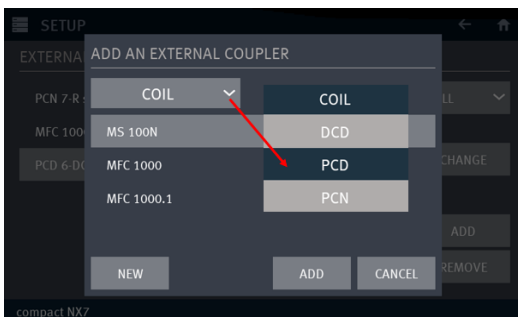 SETUP
ADD AN EXTERNAL COUPLER
EXTERNA
COIL
COIL
PCN 7-R
LL
MS 100N
DCD
MFC 100
MFC 1000
PCD
CHANGE
PCD 6-D
MFC 1000.1
PCN
ADD
NEW
ADD
CANCEL
REMOVE
compact NX7